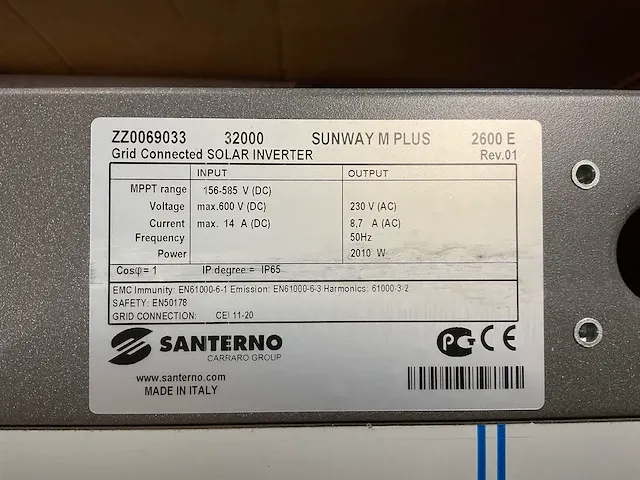 ZZ0069033 32000 SUNWAY M PLUS 2600 E
Grid Connected SOLAR INVERTER Rev.01
INPUT OUTPUT
MPPT range 156-585 V (DC)
Voltage max.600 V (DC) 230 V (AC)
Current max. 14 A (DC) 8,7 A (AC)
Frequency 50Hz
Power 2010 W
Cosφ= 1 IP degree = IP65
EMC Immunity: EN61000-6-1 Emission: EN61000-6-3 Harmonics: 61000-3-2
SAFETY: EN50178
GRID CONNECTION: CEI 11-20
SANTERNO
CARRARO GROUP
PCT CE
www.santerno.com
MADE IN ITALY